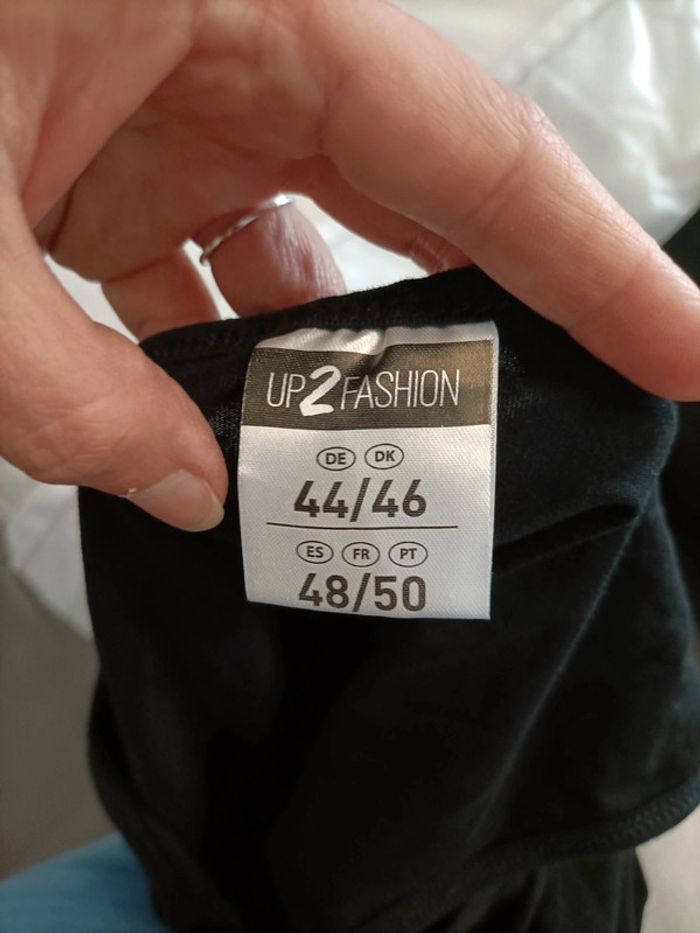 UP2FASHION
DE DK
44/46
ES FR PT
48/50